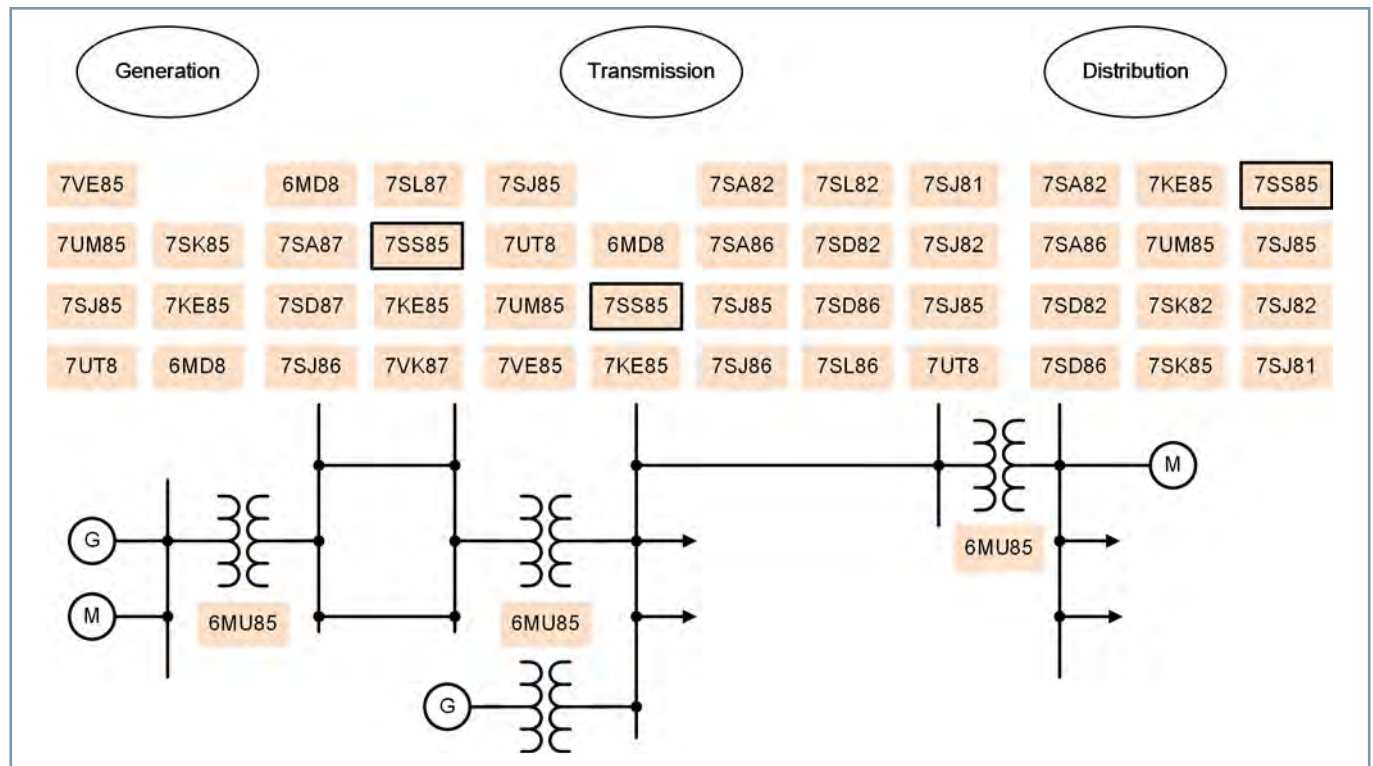 Generation Transmission Distribution
7VE85 6MD8 7SL87 7SJ85 7SA82 7SL82 7SJ81 7SA82 7KE85 7SS85
7UM85 7SK85 7SA87 7SS85 7UT8 6MD8 7SA86 7SD82 7SJ82 7SA86 7UM85 7SJ85
7SJ85 7KE85 7SD87 7KE85 7UM85 7SS85 7SJ85 7SD86 7SJ85 7SD82 7SK82 7SJ82
7UT8 6MD8 7SJ86 7VK87 7VE85 7KE85 7SJ86 7SL86 7UT8 7SD86 7SK85 7SJ81
M
G 6MU85
M 6MU85 6MU85
G